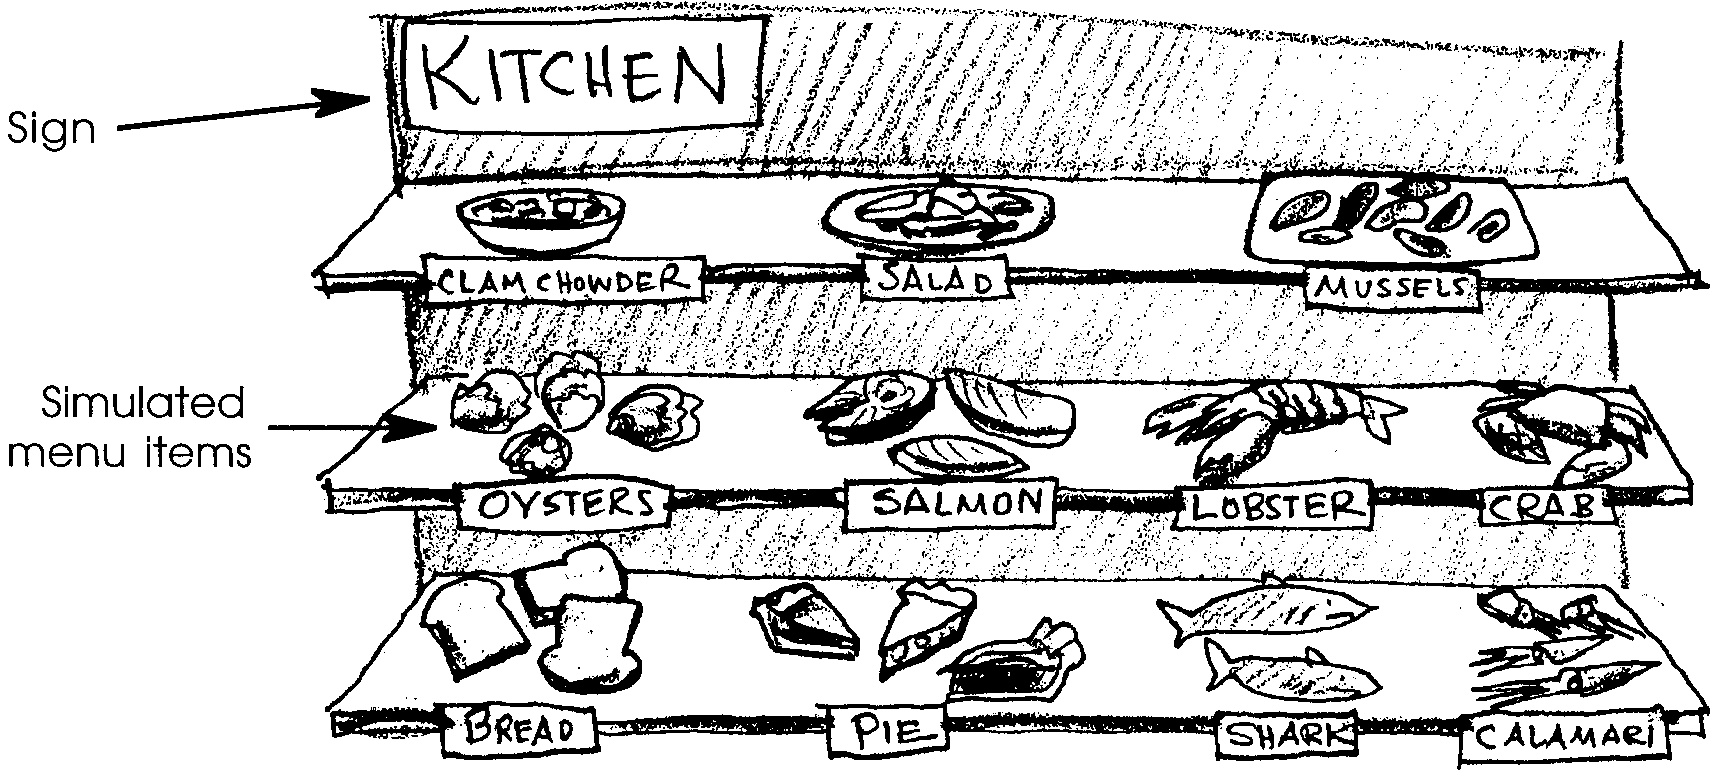 KITCHEN
Sign
CLAM CHOWDER
SALAD
MUSSELS
Simulated
menu items
OYSTERS
SALMON
LOBSTER
CRAB
BREAD
PIE
SHARK
CALAMARI